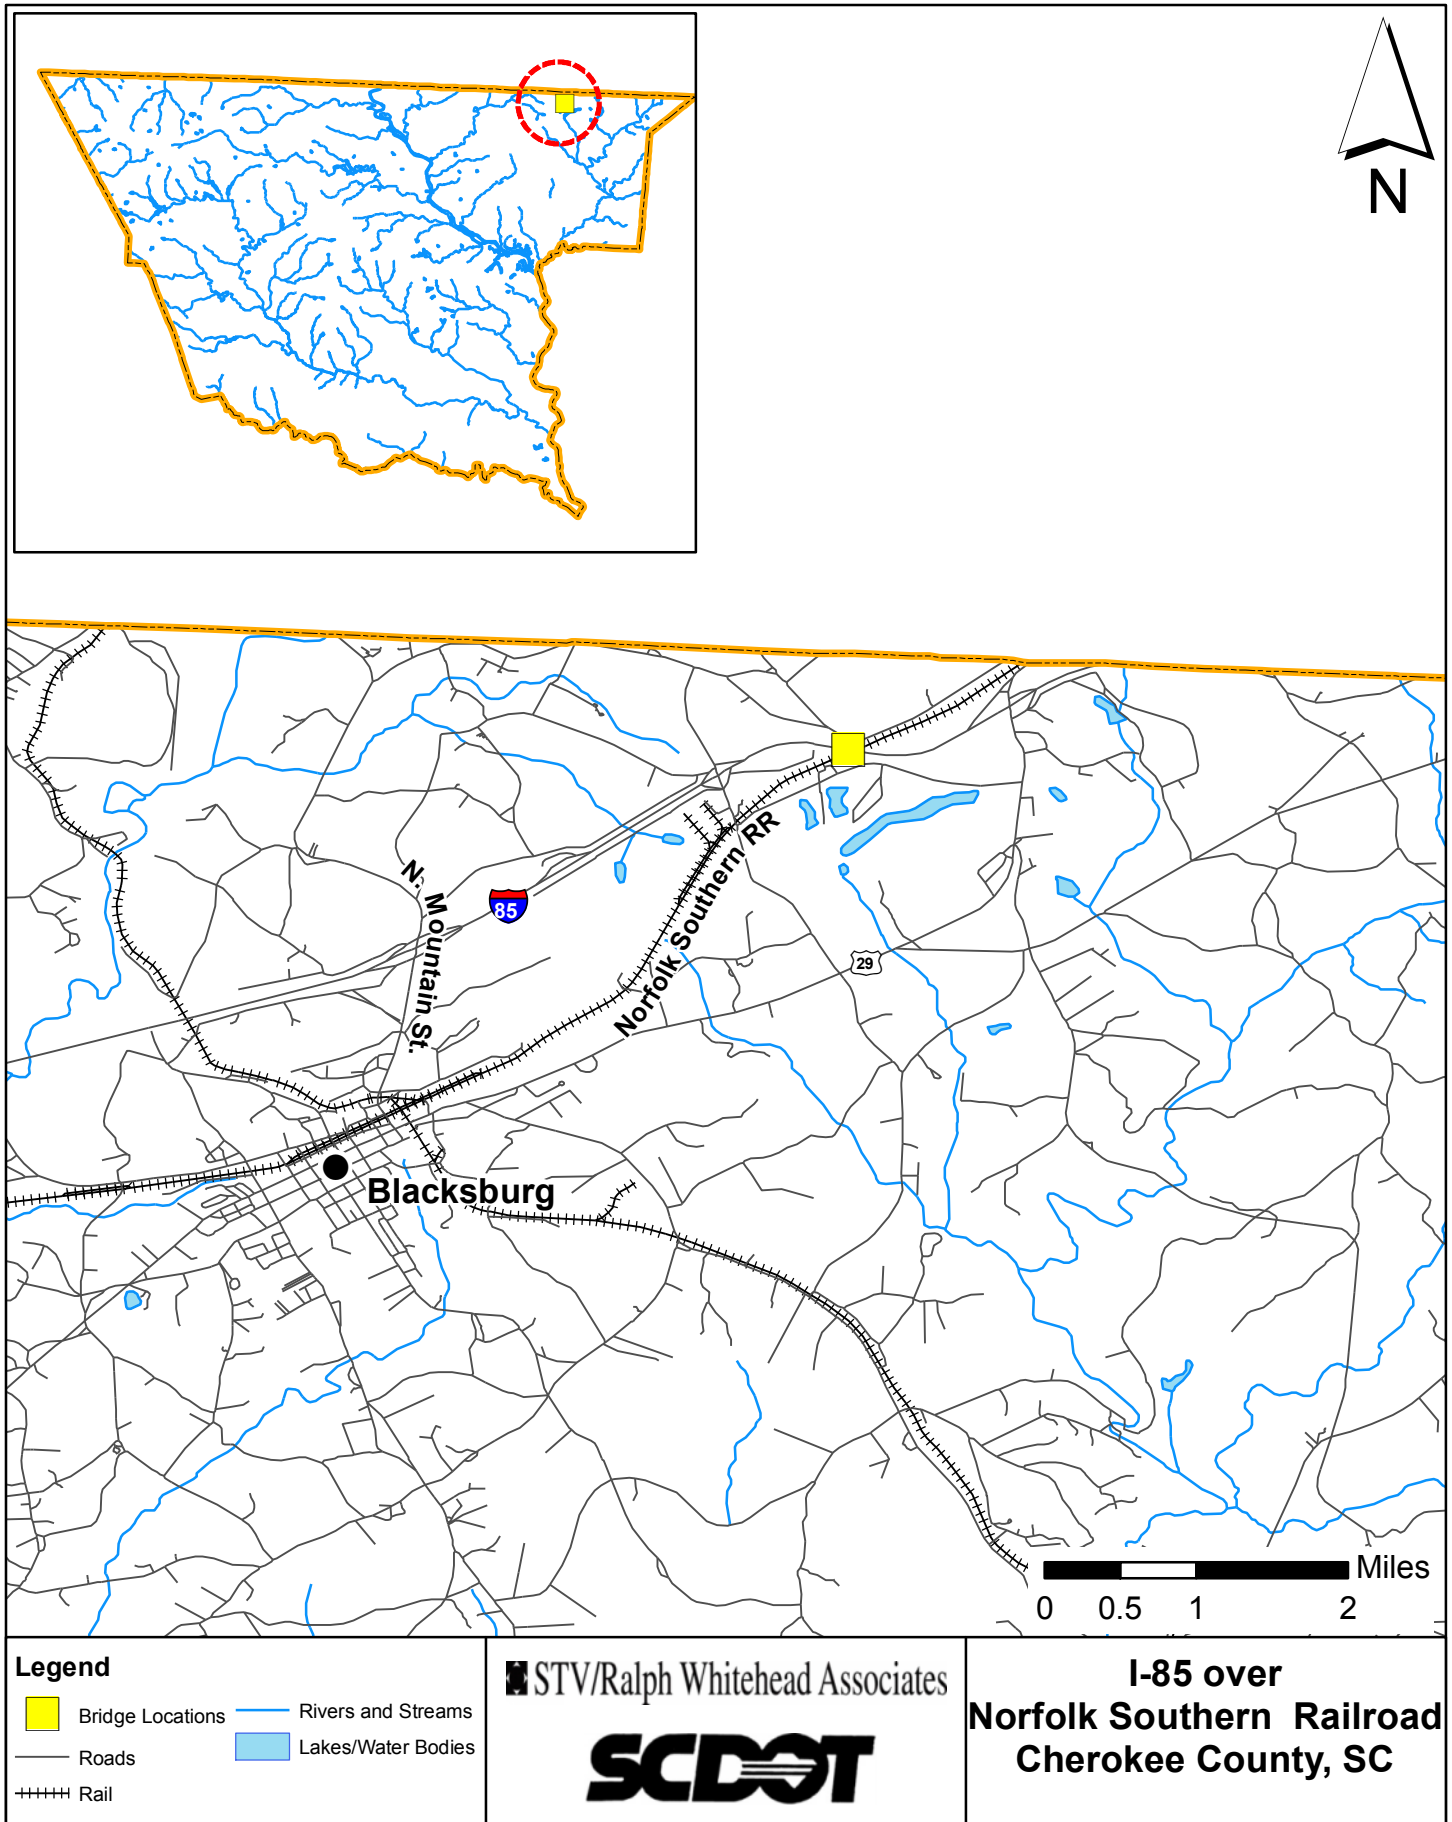 N
N. Mountain St.
85
Norfolk Southern RR
29
Blacksburg
Miles
0 0.5 1 2
Legend
Bridge Locations
Roads
Rail
Rivers and Streams
Lakes/Water Bodies
STV/Ralph Whitehead Associates
SCDOT
I-85 over
Norfolk Southern Railroad
Cherokee County, SC